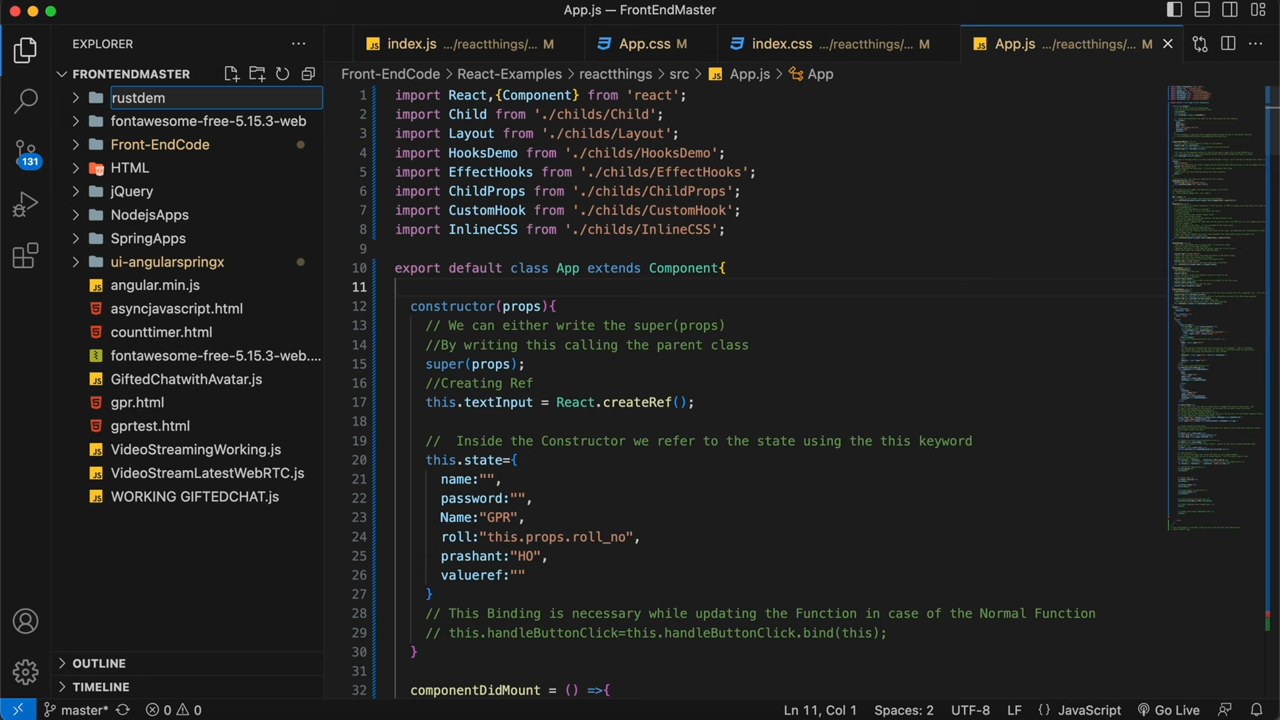 App.js — FrontEndMaster
EXPLORER
index.js .../reactthings/ M
App.css M
index.css .../reactthings/ M
App.js .../reactthings/ M
FRONTENDMASTER
Front-EndCode > React-Examples > reactthings > src > App.js > App
rustdem
fontawesome-free-5.15.3-web
Front-EndCode
HTML
jQuery
NodejsApps
SpringApps
ui-angularspringx
angular.min.js
asyncjavascript.html
counttimer.html
fontawesome-free-5.15.3-web....
GiftedChatwithAvatar.js
gpr.html
gprtest.html
VideoStreamingWorking.js
VideoStreamLatestWebRTC.js
WORKING GIFTEDCHAT.js
OUTLINE
TIMELINE
131
1 import React,{Component} from 'react';
2 import Child from './childs/Child';
3 import Layout from './childs/Layout';
4 import HooksDemo from './childs/HooksDemo';
5 import EffectHooks from './childs/EffectHooks';
6 import ChildProps from './childs/ChildProps';
7 import CustomHook from './childs/CustomHook';
8 import InlineCSS from './childs/InlineCSS';
9
10 export default class App extends Component{
11
12 constructor(props){
13 // We can either write the super(props)
14 //By writing this calling the parent class
15 super(props);
16 //Create Ref
17 this.textInput = React.createRef();
18
19 // Inside Constructor we refer to the state using the this keyword
20 this.state = {
21 name:"",
22 password:"",
23 Name:"GPR",
24 roll:"this.props.roll_no",
25 prashant:"HO",
26 valueref:""
27 }
28 // This Binding is necessary while updating the Function in case of the Normal Function
29 // this.handleButtonClick=this.handleButtonClick.bind(this);
30 }
31
32 componentDidMount = () =>{
master* 0 0 Ln 11, Col 1 Spaces: 2 UTF-8 LF {} JavaScript Go Live